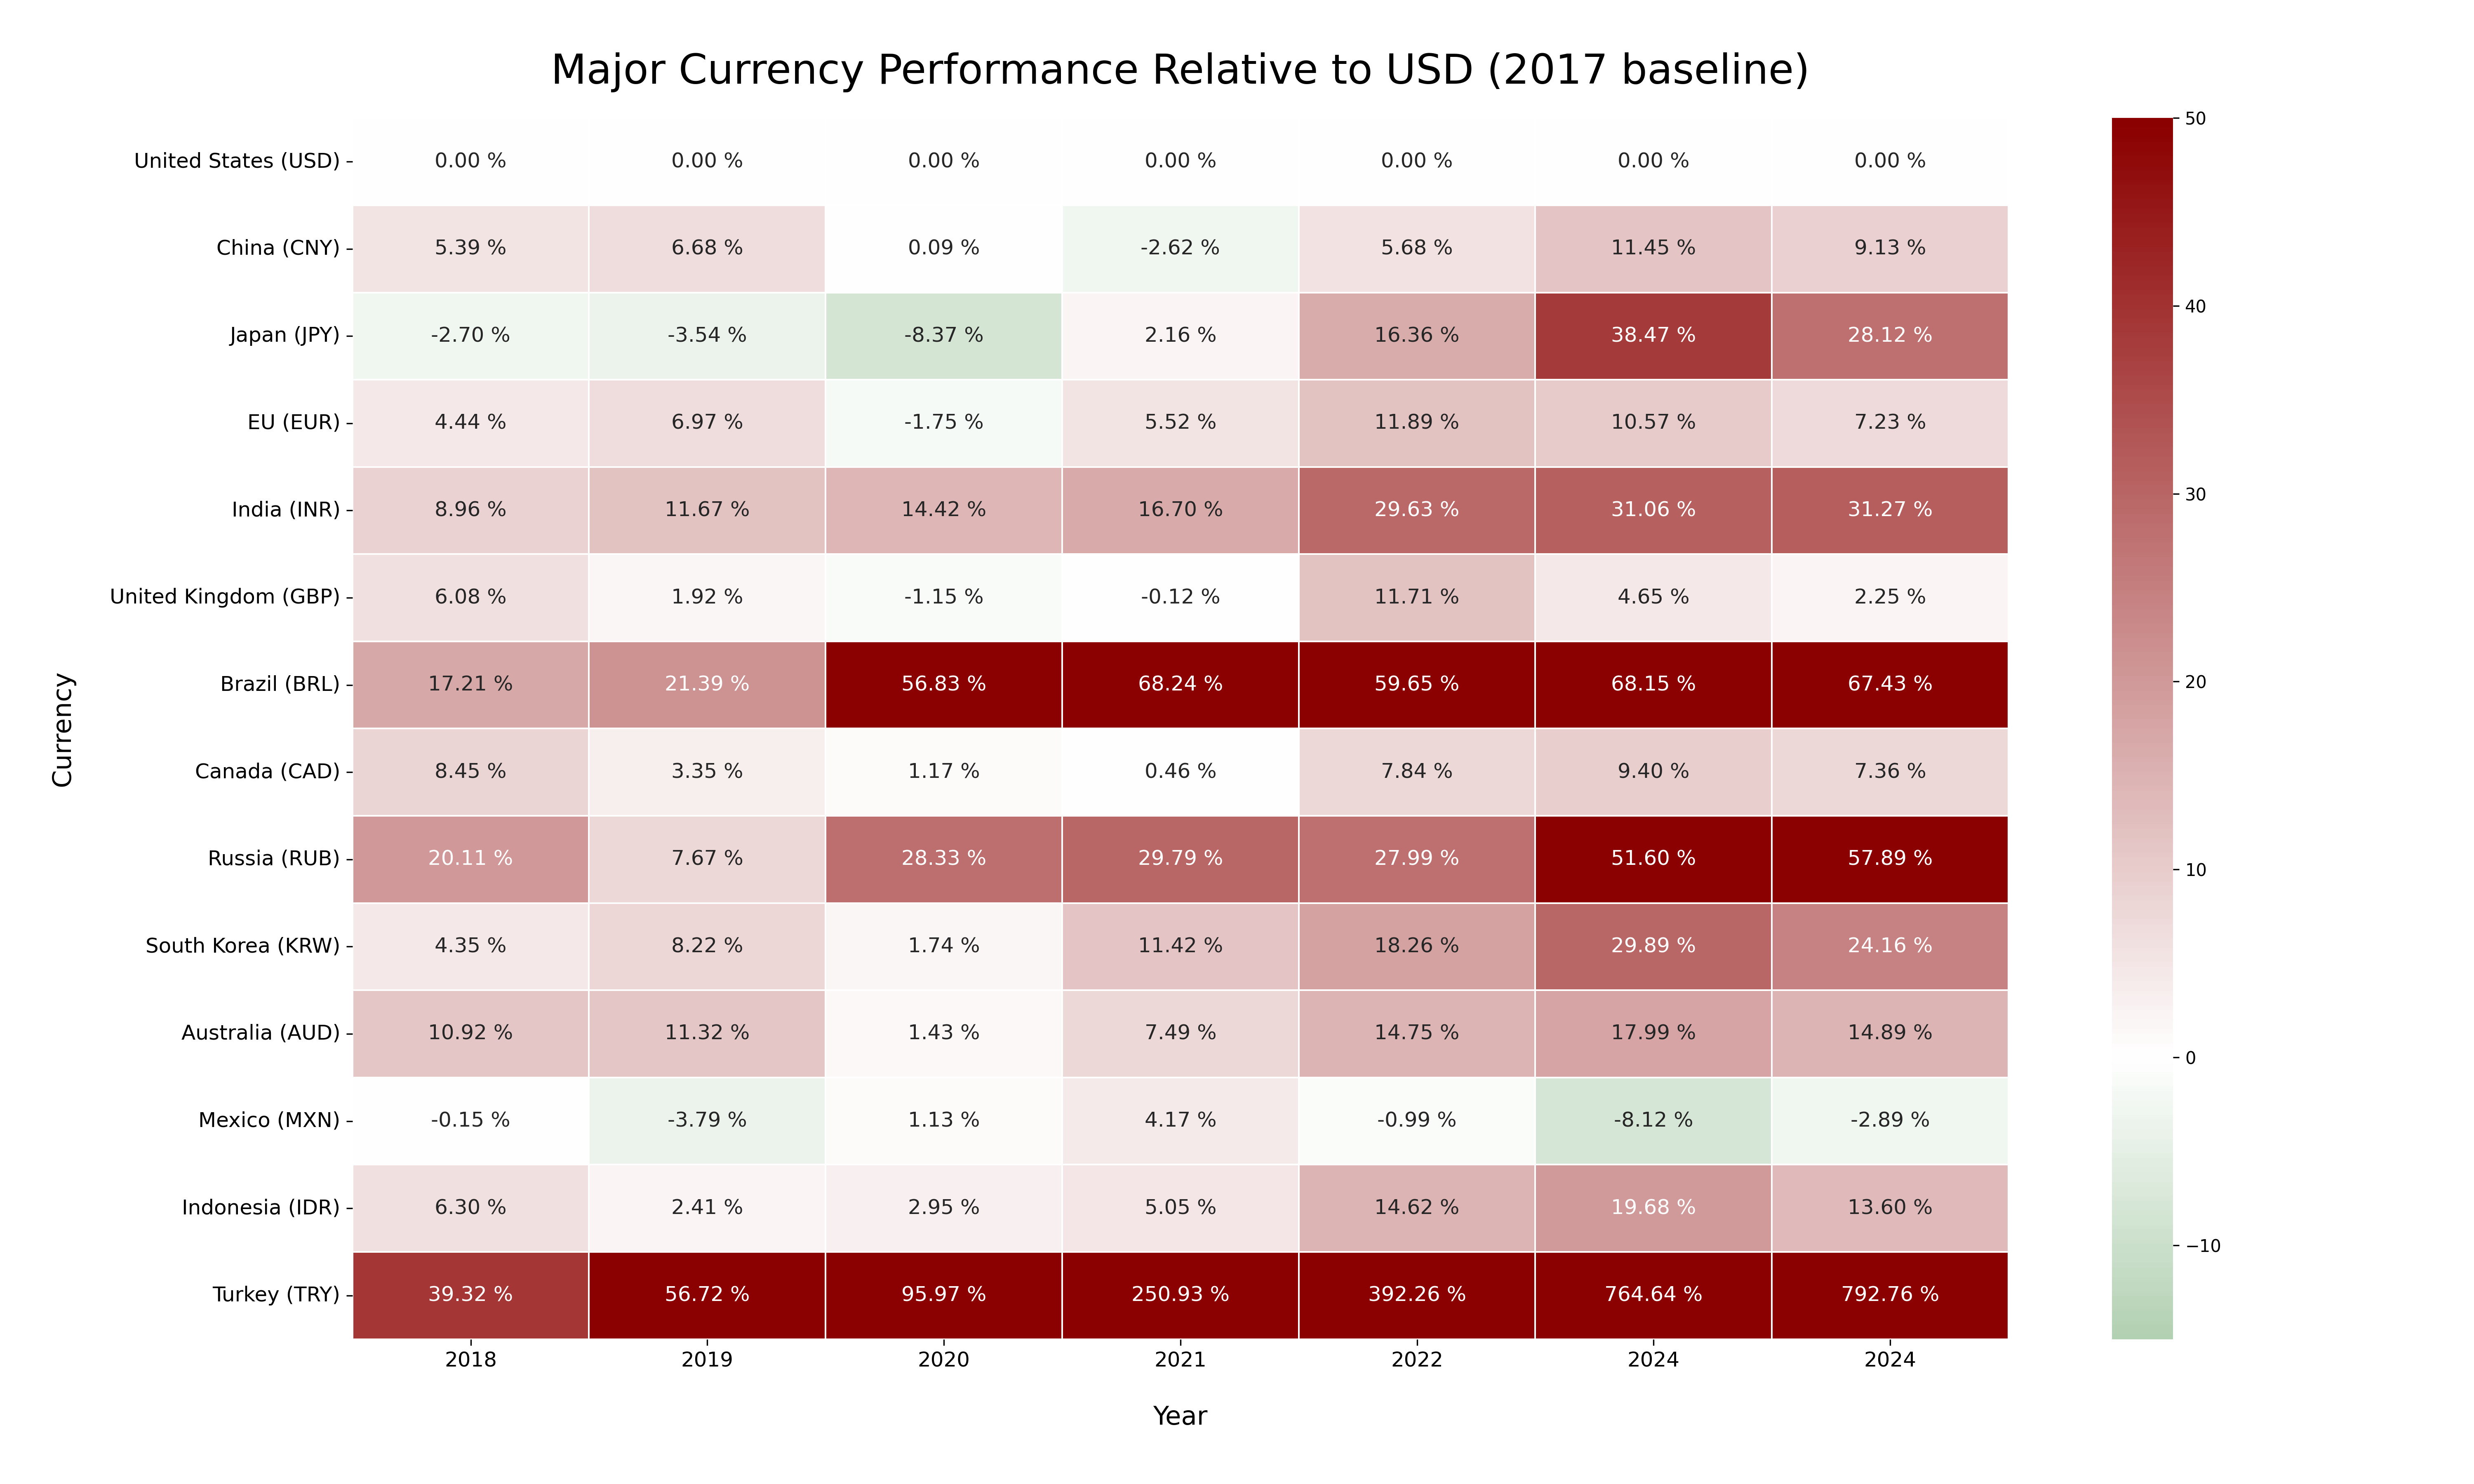 Major Currency Performance Relative to USD (2017 baseline)
United States (USD) 0.00 % 0.00 % 0.00 % 0.00 % 0.00 % 0.00 % 0.00 %
China (CNY) 5.39 % 6.68 % 0.09 % -2.62 % 5.68 % 11.45 % 9.13 %
Japan (JPY) -2.70 % -3.54 % -8.37 % 2.16 % 16.36 % 38.47 % 28.12 %
EU (EUR) 4.44 % 6.97 % -1.75 % 5.52 % 11.89 % 10.57 % 7.23 %
India (INR) 8.96 % 11.67 % 14.42 % 16.70 % 29.63 % 31.06 % 31.27 %
United Kingdom (GBP) 6.08 % 1.92 % -1.15 % -0.12 % 11.71 % 4.65 % 2.25 %
Brazil (BRL) 17.21 % 21.39 % 56.83 % 68.24 % 59.65 % 68.15 % 67.43 %
Canada (CAD) 8.45 % 3.35 % 1.17 % 0.46 % 7.84 % 9.40 % 7.36 %
Russia (RUB) 20.11 % 7.67 % 28.33 % 29.79 % 27.99 % 51.60 % 57.89 %
South Korea (KRW) 4.35 % 8.22 % 1.74 % 11.42 % 18.26 % 29.89 % 24.16 %
Australia (AUD) 10.92 % 11.32 % 1.43 % 7.49 % 14.75 % 17.99 % 14.89 %
Mexico (MXN) -0.15 % -3.79 % 1.13 % 4.17 % -0.99 % -8.12 % -2.89 %
Indonesia (IDR) 6.30 % 2.41 % 2.95 % 5.05 % 14.62 % 19.68 % 13.60 %
Turkey (TRY) 39.32 % 56.72 % 95.97 % 250.93 % 392.26 % 764.64 % 792.76 %
2018 2019 2020 2021 2022 2024 2024
Year
Currency
50
40
30
20
10
0
−10